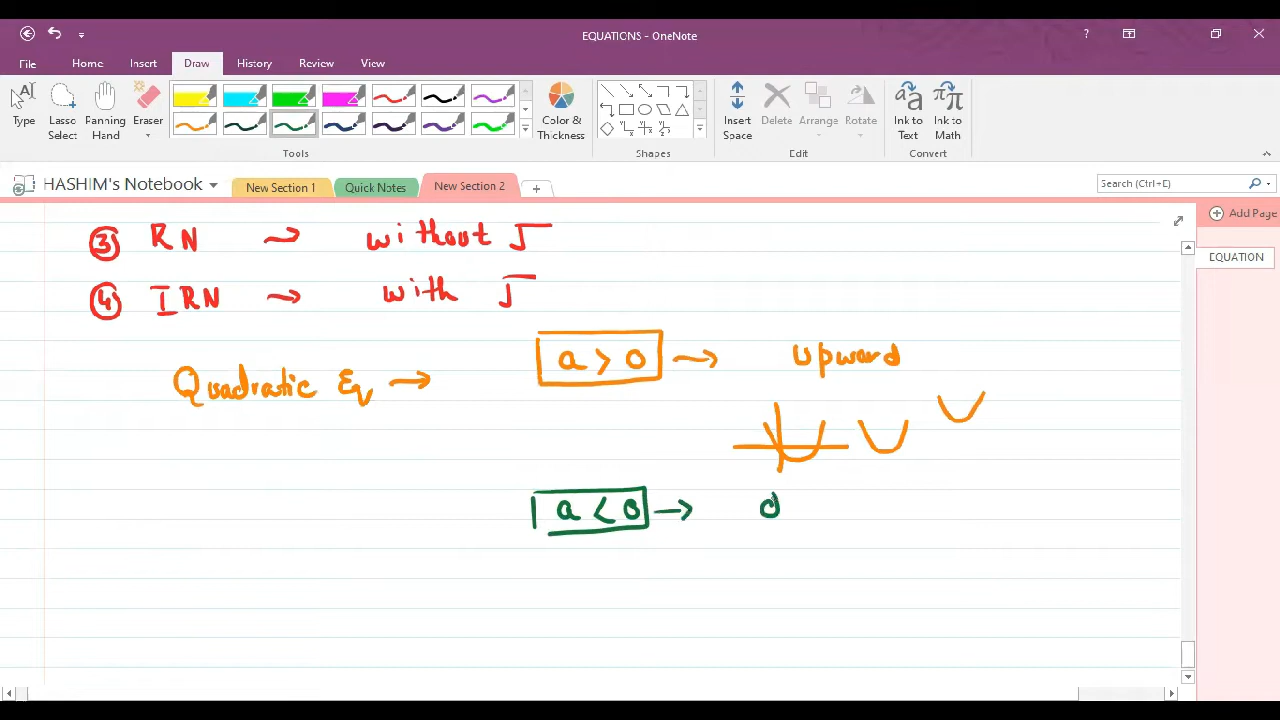 EQUATIONS - OneNote
File Home Insert Draw History Review View
Type Lasso Select Panning Hand Eraser Color & Thickness Insert Space Delete Arrange Rotate Ink to Text Ink to Math
Tools Shapes Edit Convert
HASHIM's Notebook New Section 1 Quick Notes New Section 2 Search (Ctrl+E)
Add Page
EQUATION
③ RN → without √
④ IRN → with √
a > 0 → upward
Quadratic Eq →
a < 0 → d